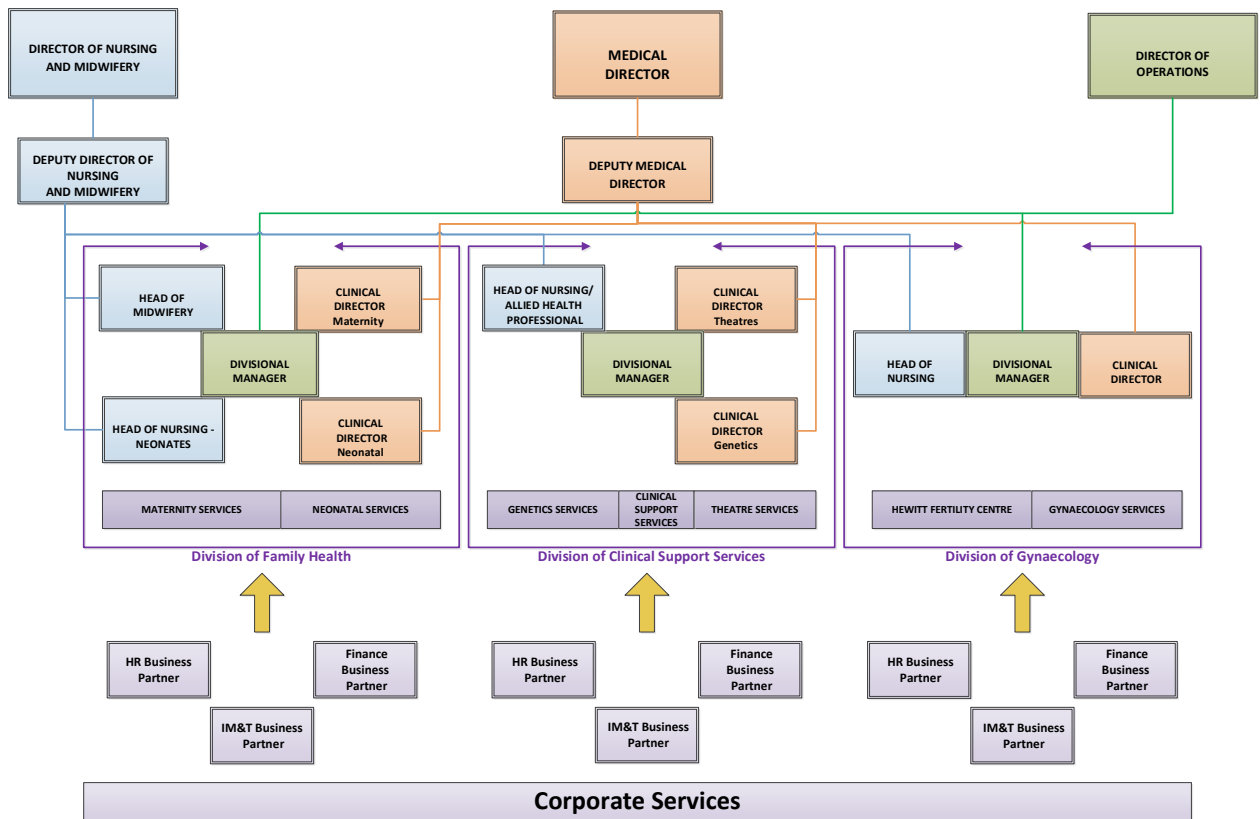 DIRECTOR OF NURSING
AND MIDWIFERY
MEDICAL
DIRECTOR
DIRECTOR OF
OPERATIONS
DEPUTY DIRECTOR OF
NURSING
AND MIDWIFERY
DEPUTY MEDICAL
DIRECTOR
HEAD OF
MIDWIFERY
CLINICAL
DIRECTOR
Maternity
DIVISIONAL
MANAGER
HEAD OF NURSING -
NEONATES
CLINICAL
DIRECTOR
Neonatal
MATERNITY SERVICES
NEONATAL SERVICES
Division of Family Health
HEAD OF NURSING/
ALLIED HEALTH
PROFESSIONAL
CLINICAL
DIRECTOR
Theatres
DIVISIONAL
MANAGER
CLINICAL
DIRECTOR
Genetics
GENETICS SERVICES
CLINICAL
SUPPORT
SERVICES
THEATRE SERVICES
Division of Clinical Support Services
HEAD OF
NURSING
DIVISIONAL
MANAGER
CLINICAL
DIRECTOR
HEWITT FERTILITY CENTRE
GYNAECOLOGY SERVICES
Division of Gynaecology
HR Business
Partner
Finance
Business
Partner
IM&T Business
Partner
HR Business
Partner
Finance
Business
Partner
IM&T Business
Partner
HR Business
Partner
Finance
Business
Partner
IM&T Business
Partner
Corporate Services